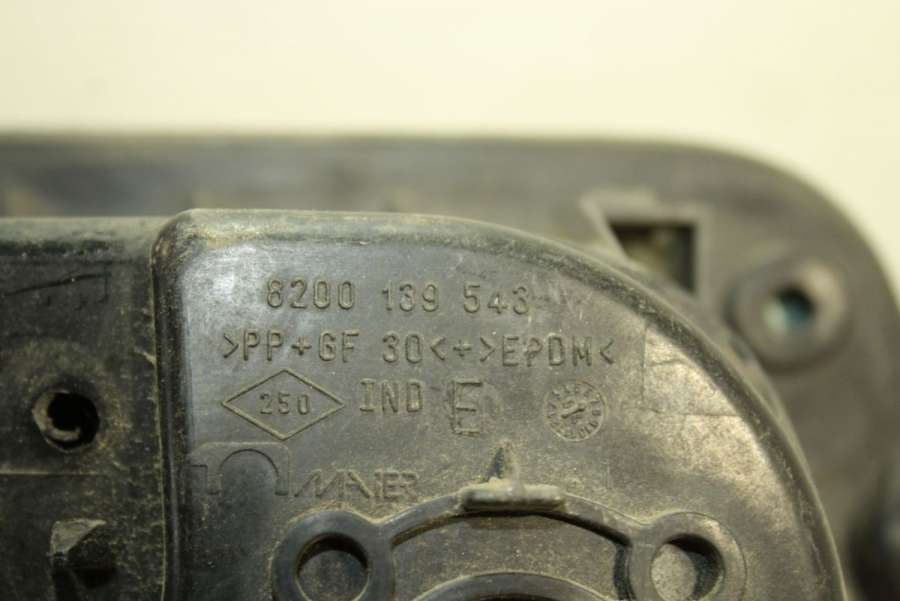 8200 139 543
>PP+GF 30<+>EPDM<
250 IND E
MAIER